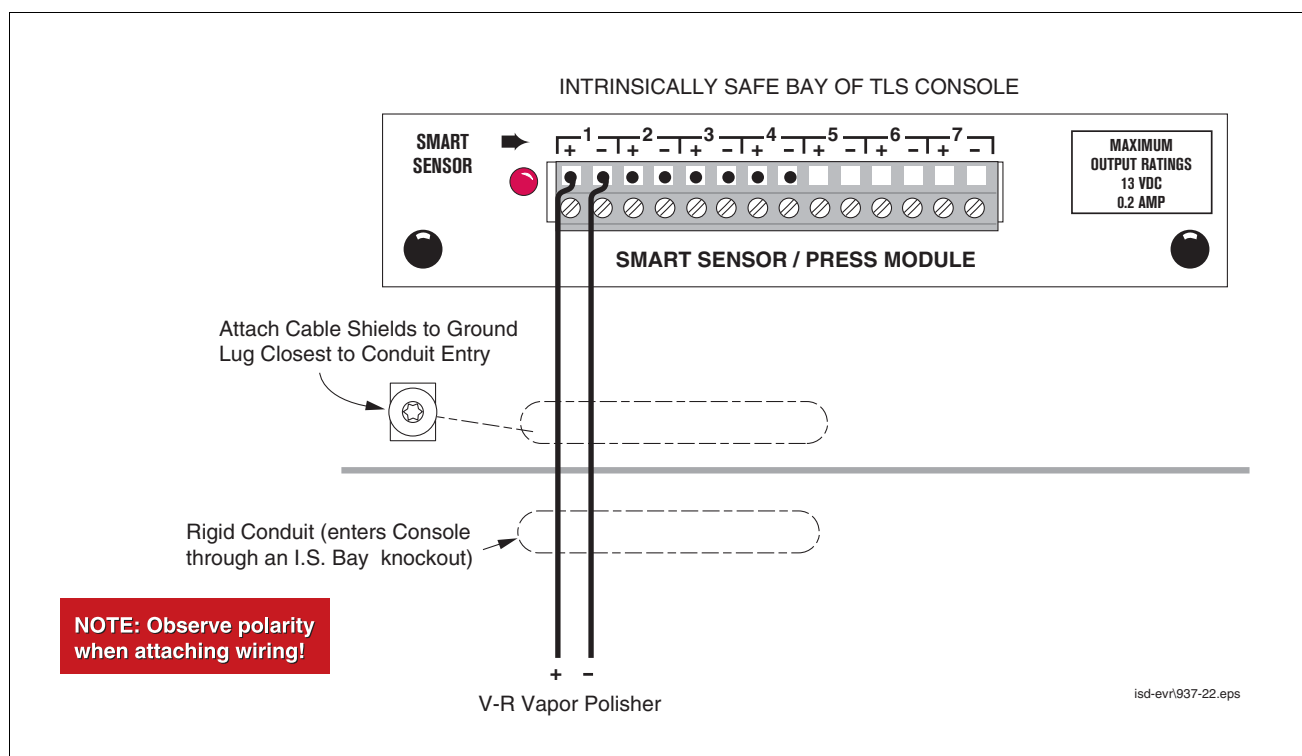 INTRINSICALLY SAFE BAY OF TLS CONSOLE
SMART
SENSOR
1 2 3 4 5 6 7
+ − + − + − + − + − + − + −
MAXIMUM
OUTPUT RATINGS
13 VDC
0.2 AMP
SMART SENSOR / PRESS MODULE
Attach Cable Shields to Ground
Lug Closest to Conduit Entry
Rigid Conduit (enters Console
through an I.S. Bay knockout)
NOTE: Observe polarity
when attaching wiring!
+ −
V-R Vapor Polisher
isd-evr\937-22.eps